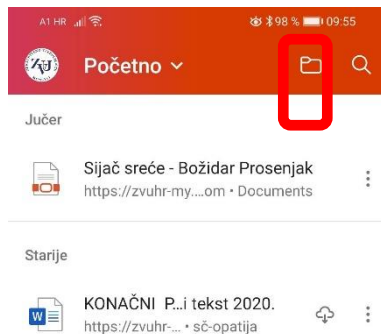 A1 HR 98 % 09:55
Početno
Jučer
Sijač sreće - Božidar Prosenjak
https://zvuhr-my....om • Documents
Starije
KONAČNI P...i tekst 2020.
https://zvuhr-... • sč-opatija